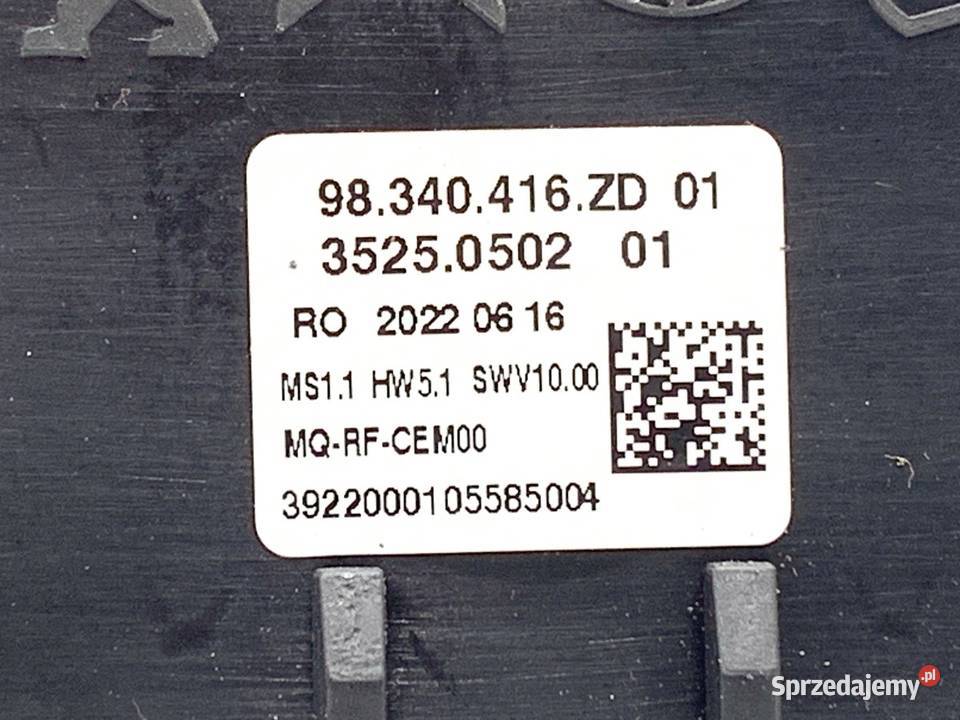 98.340.416.ZD 01
3525.0502 01
RO 2022 06 16
MS1.1 HW5.1 SWV10.00
MQ-RF-CEM00
3922000105585004
Sprzedajemy.pl